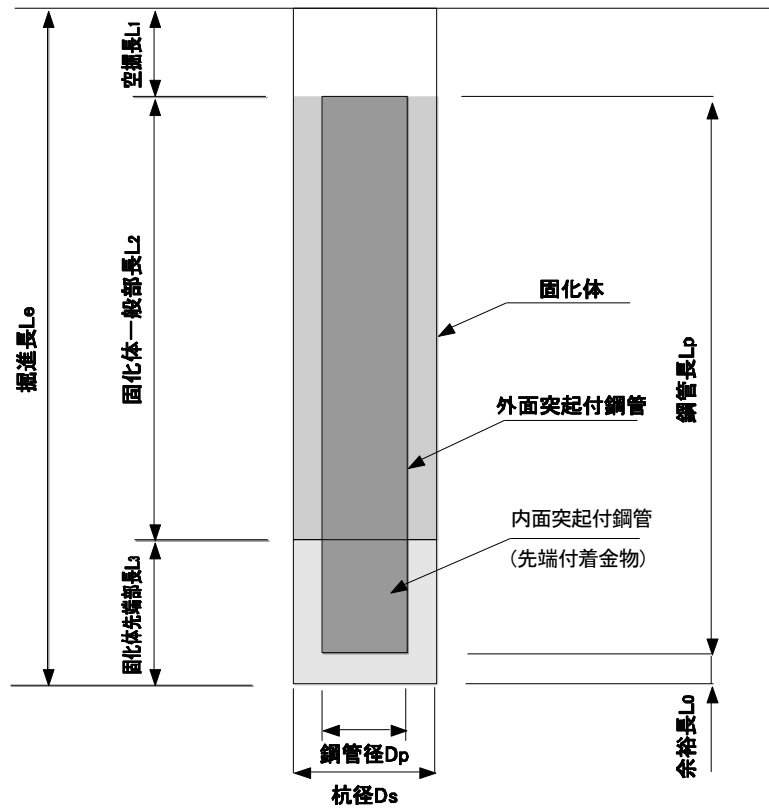 空掘長L1
掘進長Le
固化体一般部長L2
固化体先端部長L3
固化体
外面突起付鋼管
内面突起付鋼管
(先端付着金物)
鋼管長Lp
余裕長L0
鋼管径Dp
杭径Ds